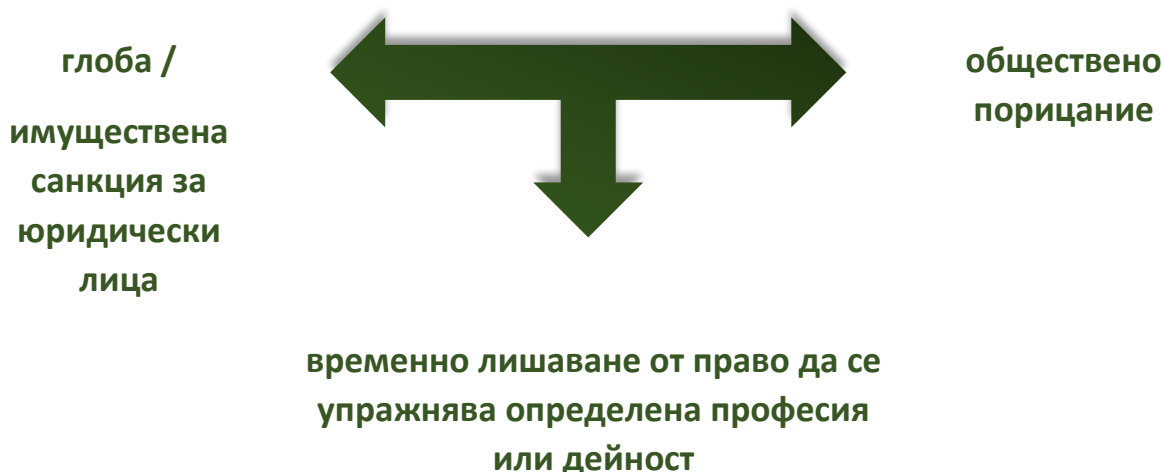 глоба /
имуществена
санкция за
юридически
лица
обществено
порицание
временно лишаване от право да се
упражнява определена професия
или дейност